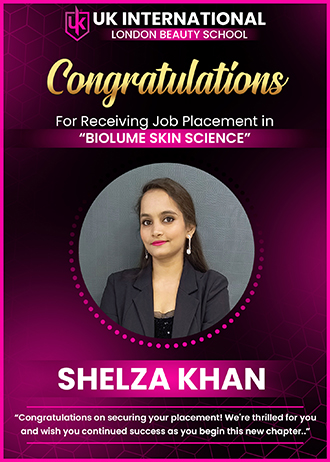 UK INTERNATIONAL
LONDON BEAUTY SCHOOL
Congratulations
For Receiving Job Placement in
“BIOLUME SKIN SCIENCE”
SHELZA KHAN
“Congratulations on securing your placement! We're thrilled for you
and wish you continued success as you begin this new chapter..“